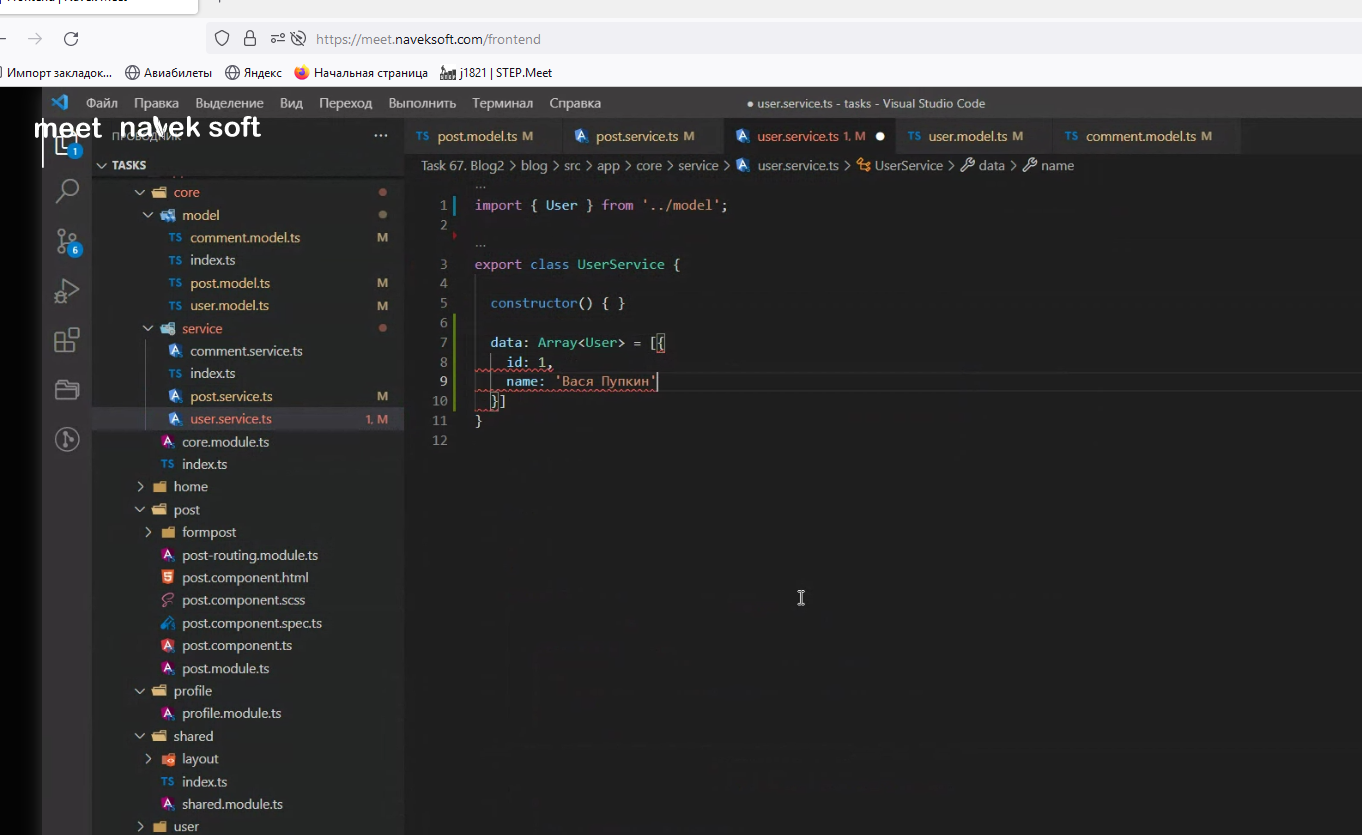 https://meet.naveksoft.com/frontend
Импорт закладок...
Авиабилеты
Яндекс
Начальная страница
j1821 | STEP.Meet
Файл Правка Выделение Вид Переход Выполнить Терминал Справка
● user.service.ts - tasks - Visual Studio Code
meet navek soft
ПРОВОДНИК
...
1
6
TASKS
core
model
comment.model.ts M
index.ts
post.model.ts M
user.model.ts M
service
comment.service.ts
index.ts
post.service.ts M
user.service.ts 1, M
core.module.ts
index.ts
home
post
formpost
post-routing.module.ts
post.component.html
post.component.scss
post.component.spec.ts
post.component.ts
post.module.ts
profile
profile.module.ts
shared
layout
index.ts
shared.module.ts
user
TS post.model.ts M
post.service.ts M
user.service.ts 1, M
TS user.model.ts M
TS comment.model.ts M
Task 67. Blog2 > blog > src > app > core > service > user.service.ts > UserService > data > name
...
1 import { User } from '../model';
2
...
3 export class UserService {
4
5 constructor() { }
6
7 data: Array<User> = [{
8 id: 1,
9 name: 'Вася Пупкин'
10 }]
11 }
12